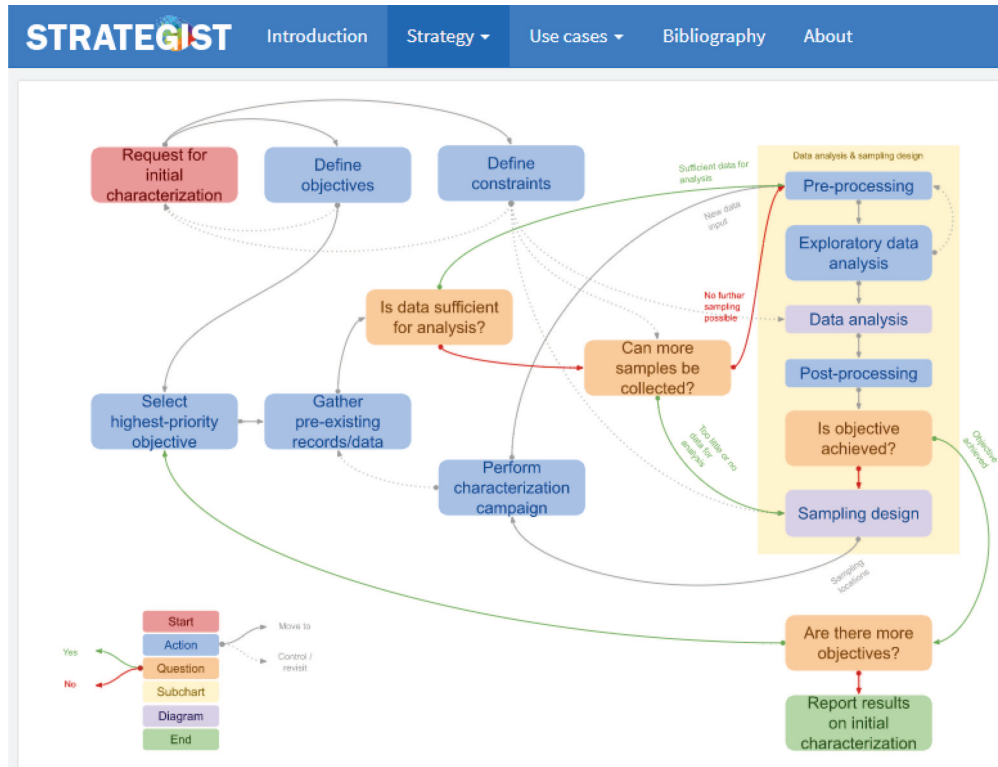 STRATEGIST
Introduction
Strategy
Use cases
Bibliography
About
Request for
initial
characterization
Define
objectives
Define
constraints
Sufficient data for
analysis
Data analysis & sampling design
Pre-processing
New data
input
Exploratory data
analysis
Is data sufficient
for analysis?
No further
sampling
possible
Data analysis
Can more
samples be
collected?
Post-processing
Select
highest-priority
objective
Gather
pre-existing
records/data
Too little or no
data for
analysis
Is objective
achieved?
Objective
achieved
Perform
characterization
campaign
Sampling design
Sampling
locations
Start
Action
Question
Subchart
Diagram
End
Yes
No
Move to
Control /
revisit
Are there more
objectives?
Report results
on initial
characterization